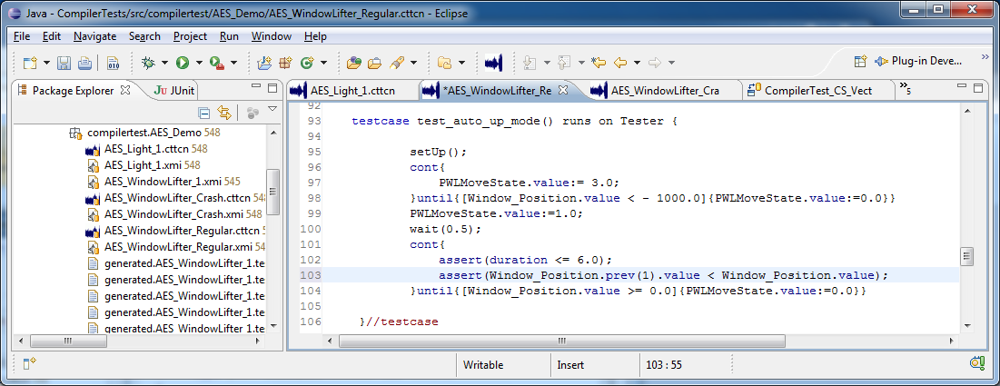 Java - CompilerTests/src/compilertest/AES_Demo/AES_WindowLifter_Regular.cttcn - Eclipse
File Edit Navigate Search Project Run Window Help
010
Plug-in Deve...
»
Package Explorer
JU JUnit
AES_Light_1.cttcn
*AES_WindowLifter_Re
AES_WindowLifter_Cra
CompilerTest_CS_Vect
»5
compilertest.AES_Demo 548
AES_Light_1.cttcn 548
AES_Light_1.xmi 548
AES_WindowLifter_1.xmi 545
AES_WindowLifter_Crash.cttcn 548
AES_WindowLifter_Crash.xmi 548
AES_WindowLifter_Regular.cttcn
AES_WindowLifter_Regular.xmi 5
generated.AES_WindowLifter_1.te
generated.AES_WindowLifter_1.te
generated.AES_WindowLifter_1.te
generated.AES_WindowLifter_1.te
generated.AES_WindowLifter_1.te
92
93 testcase test_auto_up_mode() runs on Tester {
94
95 setUp();
96 cont{
97 PWLMoveState.value:= 3.0;
98 }until{[Window_Position.value < - 1000.0]{PWLMoveState.value:=0.0}}
99 PWLMoveState.value:=1.0;
100 wait(0.5);
101 cont{
102 assert(duration <= 6.0);
103 assert(Window_Position.prev(1).value < Window_Position.value);
104 }until{[Window_Position.value >= 0.0]{PWLMoveState.value:=0.0}}
105
106 }//testcase
Writable
Insert
103 : 55